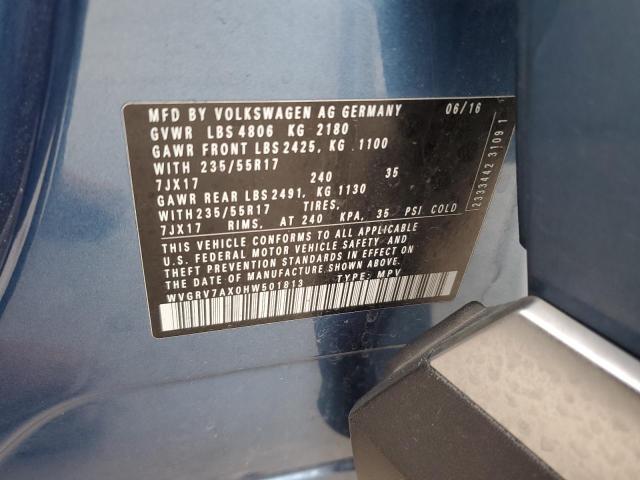 MFD BY VOLKSWAGEN AG GERMANY 06/16
GVWR LBS 4806 KG 2180
GAWR FRONT LBS 2425, KG .1100
WITH 235/55R17
7JX17 240 35
GAWR REAR LBS 2491, KG 1130
WITH235/55R17 TIRES,
7JX17 RIMS, AT 240 KPA, 35 PSI COLD
THIS VEHICLE CONFORMS TO ALL APPLICABLE
U.S. FEDERAL MOTOR VEHICLE SAFETY AND
THEFT PREVENTION STANDARDS IN EFFECT ON
THE DATE OF MANUFACTURE SHOWN ABOVE.
WVGRV7AX0HW501813 TYPE: MPV
2333442 3109 1